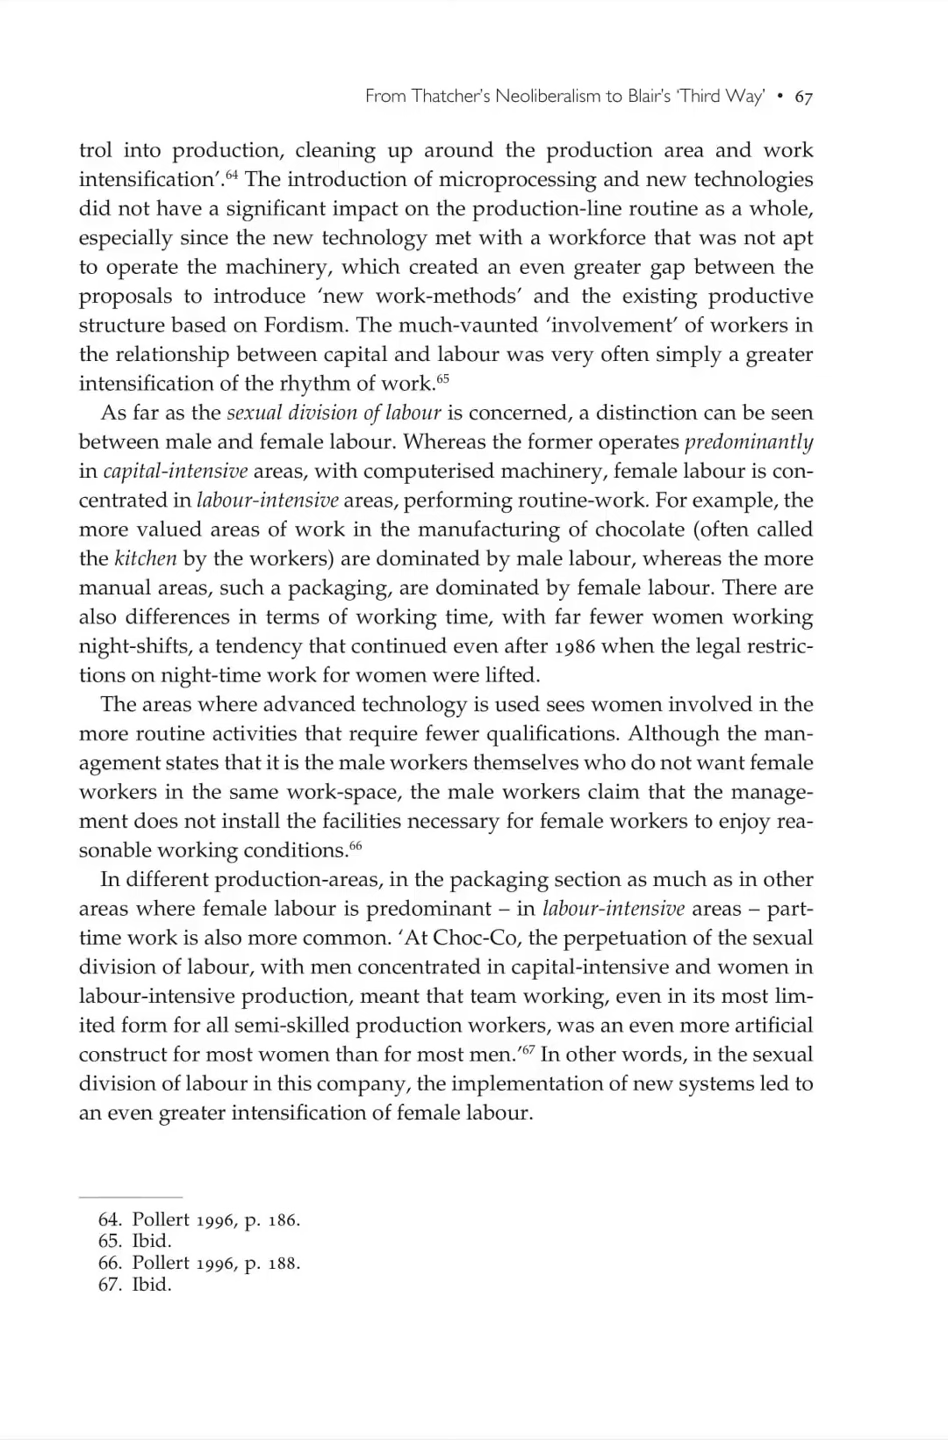 From Thatcher's Neoliberalism to Blair's 'Third Way' • 67
trol into production, cleaning up around the production area and work
intensification'.64 The introduction of microprocessing and new technologies
did not have a significant impact on the production-line routine as a whole,
especially since the new technology met with a workforce that was not apt
to operate the machinery, which created an even greater gap between the
proposals to introduce 'new work-methods' and the existing productive
structure based on Fordism. The much-vaunted 'involvement' of workers in
the relationship between capital and labour was very often simply a greater
intensification of the rhythm of work.65
As far as the sexual division of labour is concerned, a distinction can be seen
between male and female labour. Whereas the former operates predominantly
in capital-intensive areas, with computerised machinery, female labour is con-
centrated in labour-intensive areas, performing routine-work. For example, the
more valued areas of work in the manufacturing of chocolate (often called
the kitchen by the workers) are dominated by male labour, whereas the more
manual areas, such a packaging, are dominated by female labour. There are
also differences in terms of working time, with far fewer women working
night-shifts, a tendency that continued even after 1986 when the legal restric-
tions on night-time work for women were lifted.
The areas where advanced technology is used sees women involved in the
more routine activities that require fewer qualifications. Although the man-
agement states that it is the male workers themselves who do not want female
workers in the same work-space, the male workers claim that the manage-
ment does not install the facilities necessary for female workers to enjoy rea-
sonable working conditions.66
In different production-areas, in the packaging section as much as in other
areas where female labour is predominant – in labour-intensive areas – part-
time work is also more common. 'At Choc-Co, the perpetuation of the sexual
division of labour, with men concentrated in capital-intensive and women in
labour-intensive production, meant that team working, even in its most lim-
ited form for all semi-skilled production workers, was an even more artificial
construct for most women than for most men.'67 In other words, in the sexual
division of labour in this company, the implementation of new systems led to
an even greater intensification of female labour.
64. Pollert 1996, p. 186.
65. Ibid.
66. Pollert 1996, p. 188.
67. Ibid.